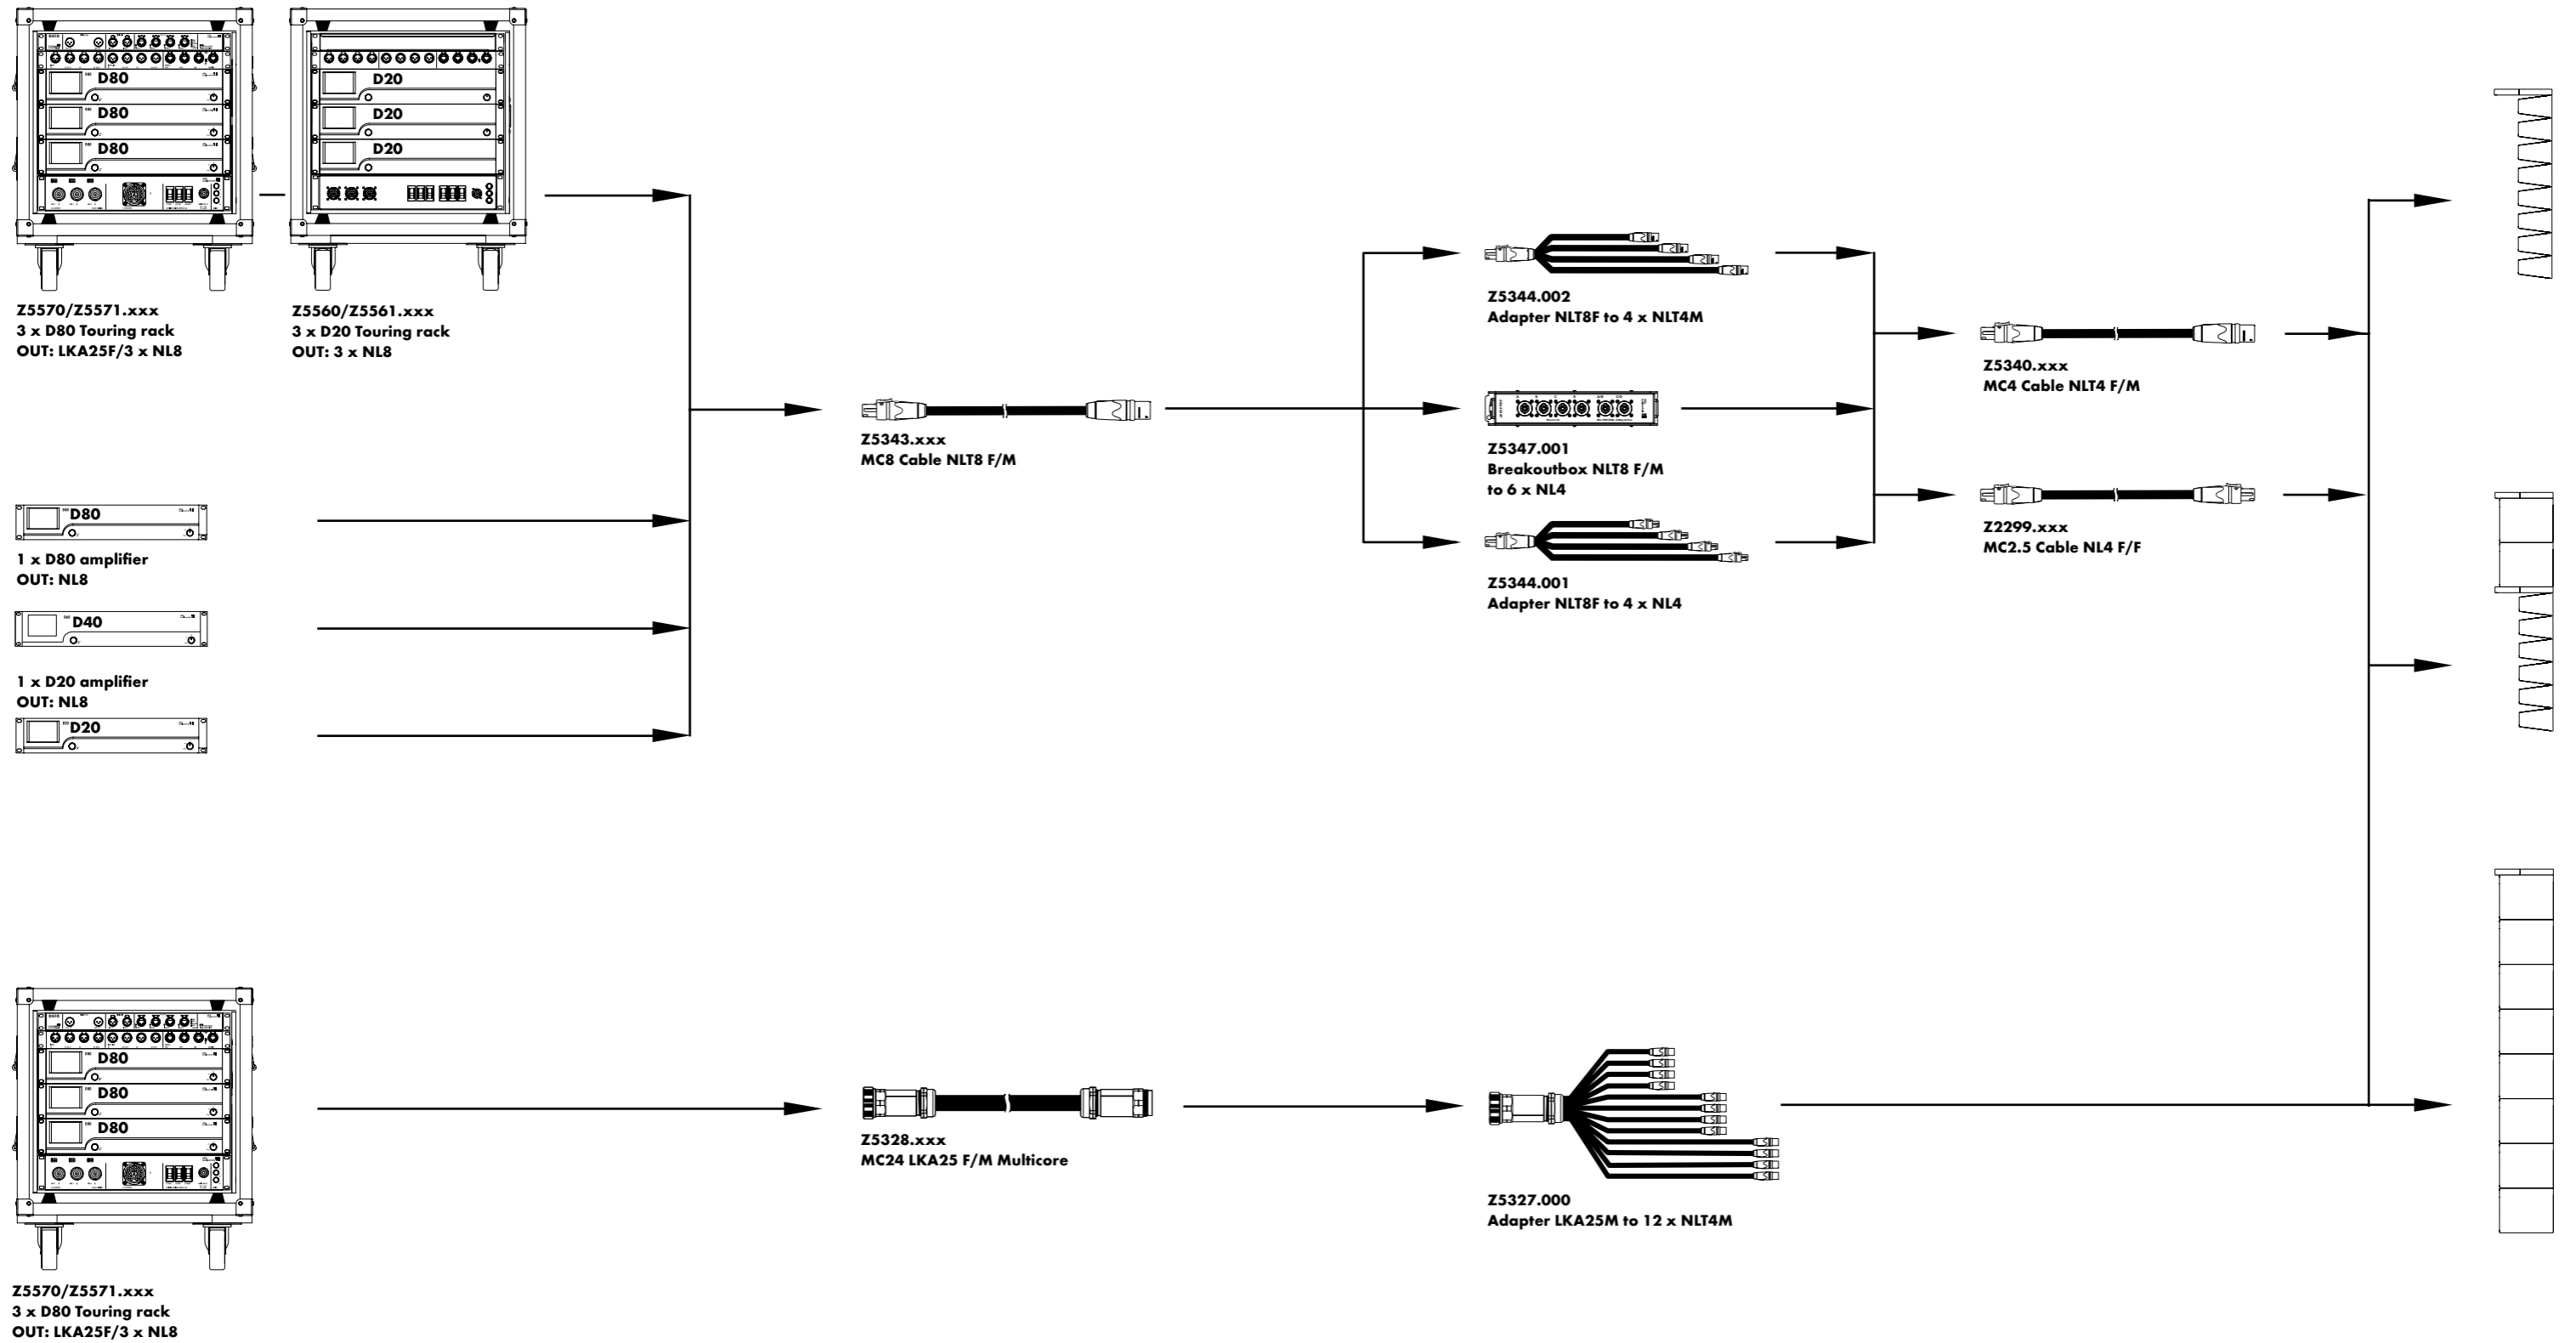 D80
D80
D80
Z5570/Z5571.xxx
3 x D80 Touring rack
OUT: LKA25F/3 x NL8
D20
D20
D20
Z5560/Z5561.xxx
3 x D20 Touring rack
OUT: 3 x NL8
D80
1 x D80 amplifier
OUT: NL8
D40
1 x D20 amplifier
OUT: NL8
D20
Z5343.xxx
MC8 Cable NLT8 F/M
Z5344.002
Adapter NLT8F to 4 x NLT4M
Z5347.001
Breakoutbox NLT8 F/M
to 6 x NL4
Z5344.001
Adapter NLT8F to 4 x NL4
Z5340.xxx
MC4 Cable NLT4 F/M
Z2299.xxx
MC2.5 Cable NL4 F/F
D80
D80
D80
Z5570/Z5571.xxx
3 x D80 Touring rack
OUT: LKA25F/3 x NL8
Z5328.xxx
MC24 LKA25 F/M Multicore
Z5327.000
Adapter LKA25M to 12 x NLT4M